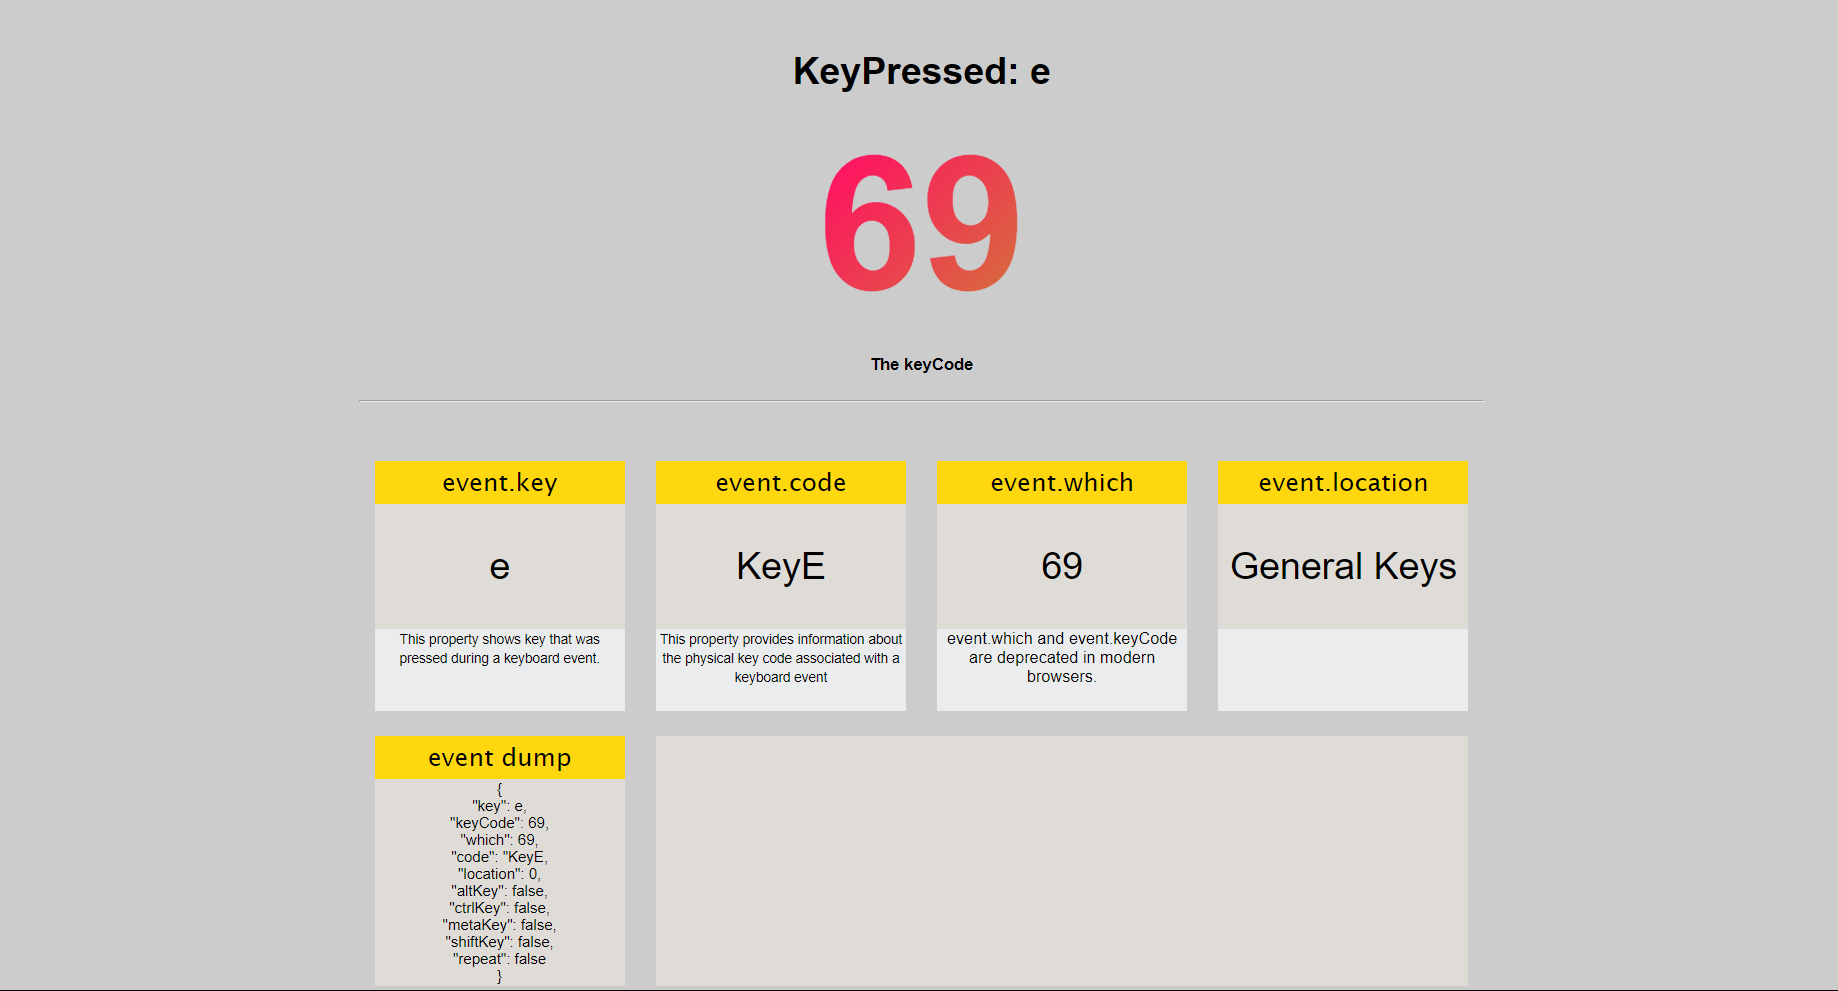 KeyPressed: e
69
The keyCode
event.key
e
This property shows key that was
pressed during a keyboard event.
event.code
KeyE
This property provides information about
the physical key code associated with a
keyboard event
event.which
69
event.which and event.keyCode
are deprecated in modern
browsers.
event.location
General Keys
event dump
{
"key": e,
"keyCode": 69,
"which": 69,
"code": "KeyE,
"location": 0,
"altKey": false,
"ctrlKey": false,
"metaKey": false,
"shiftKey": false,
"repeat": false
}